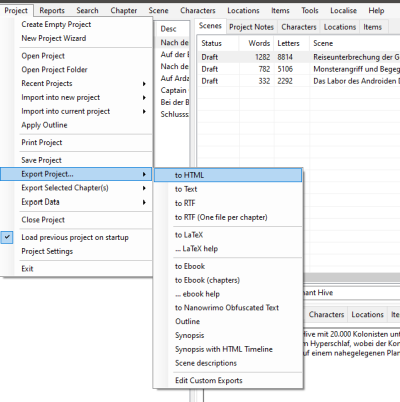 Project Reports Search Chapter Scene Characters Locations Items Tools Localise Help
Create Empty Project
New Project Wizard
Open Project
Open Project Folder
Recent Projects
Import into new project
Import into current project
Apply Outline
Print Project
Save Project
Export Project...
Export Selected Chapter(s)
Export Data
Close Project
Load previous project on startup
Project Settings
Exit
to HTML
to Text
to RTF
to RTF (One file per chapter)
to LaTeX
... LaTeX help
to Ebook
to Ebook (chapters)
... ebook help
to Nanowrimo Obfuscated Text
Outline
Synopsis
Synopsis with HTML Timeline
Scene descriptions
Edit Custom Exports
Desc
Nach de
Auf der B
Nach de
Auf Arda
Captain
Bei der B
Schlusss
Scenes Project Notes Characters Locations Items
Status Words Letters Scene
Draft 1282 8814 Reiseunterbrechung der G
Draft 782 5106 Monsterangriff und Begeg
Draft 332 2292 Das Labor des Androiden D
nant Hive
Characters Locations Ite
Hive mit 20.000 Kolonisten unt
m Hyperschlaf, wobei der Kon
auf einem nahegelegenen Plan